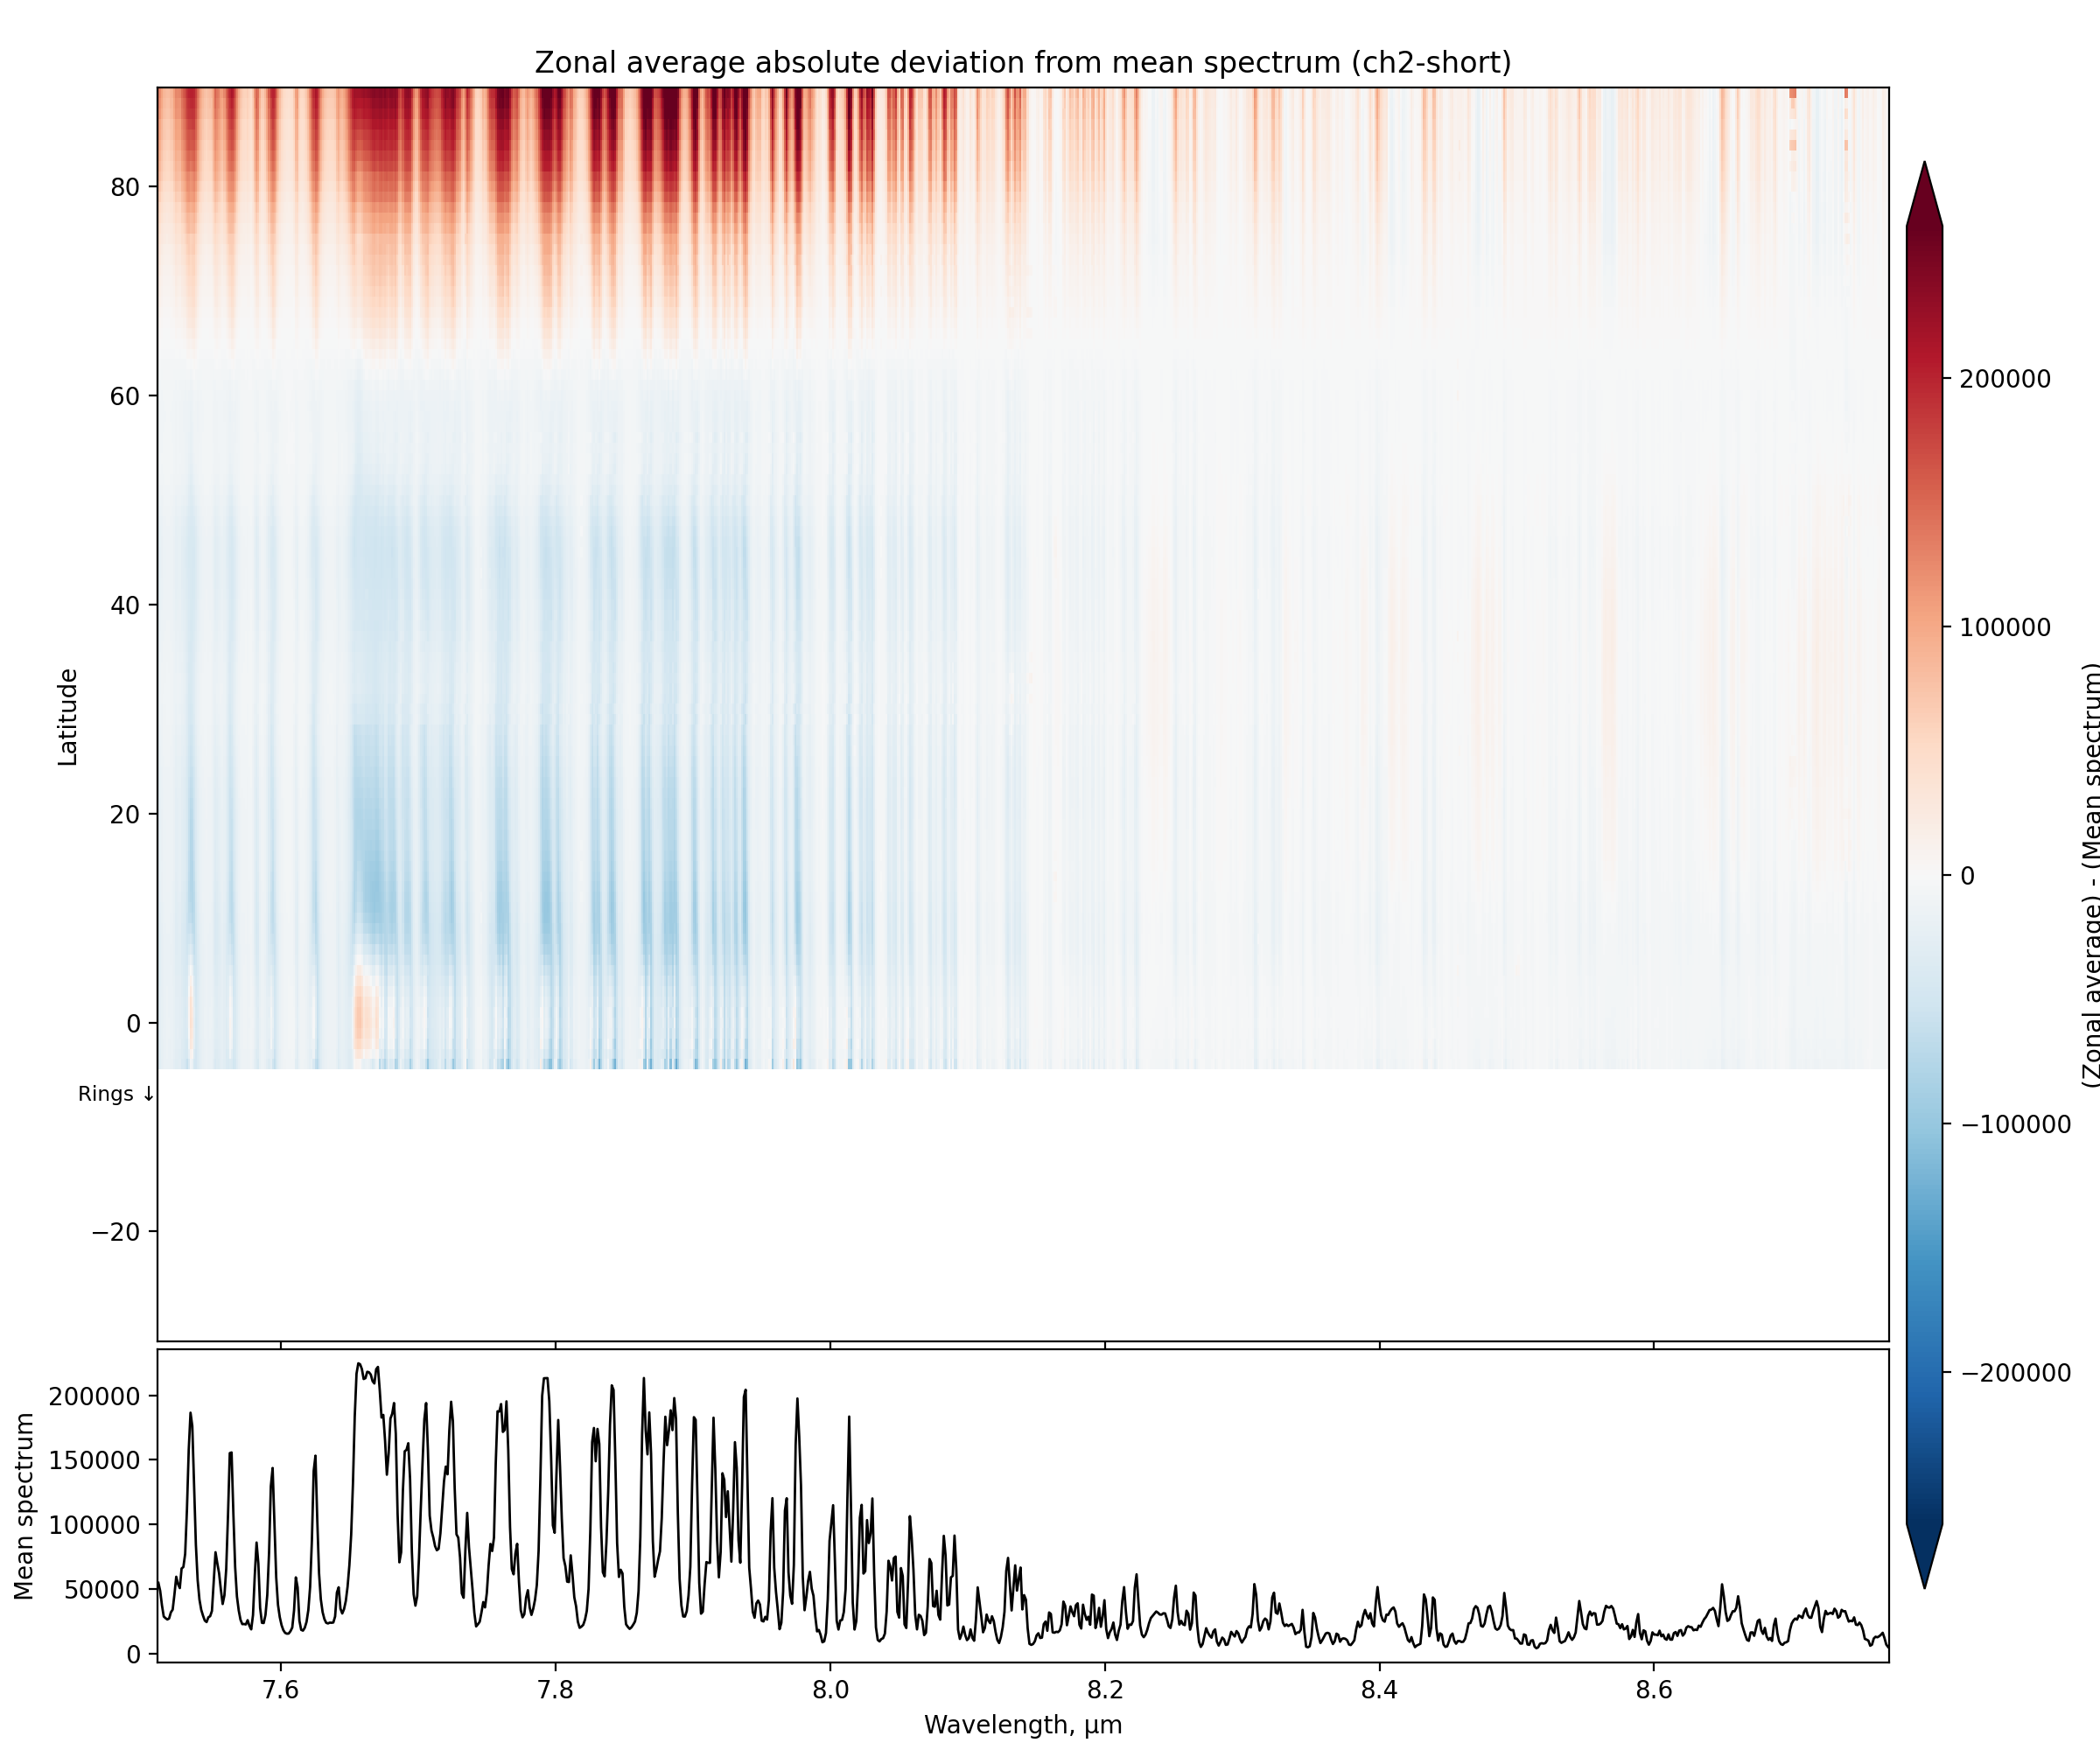 Zonal average absolute deviation from mean spectrum (ch2-short)
80
60
40
20
0
Rings ↓
−20
Latitude
200000
100000
0
−100000
−200000
(Zonal average) - (Mean spectrum)
200000
150000
100000
50000
0
Mean spectrum
7.6 7.8 8.0 8.2 8.4 8.6
Wavelength, µm